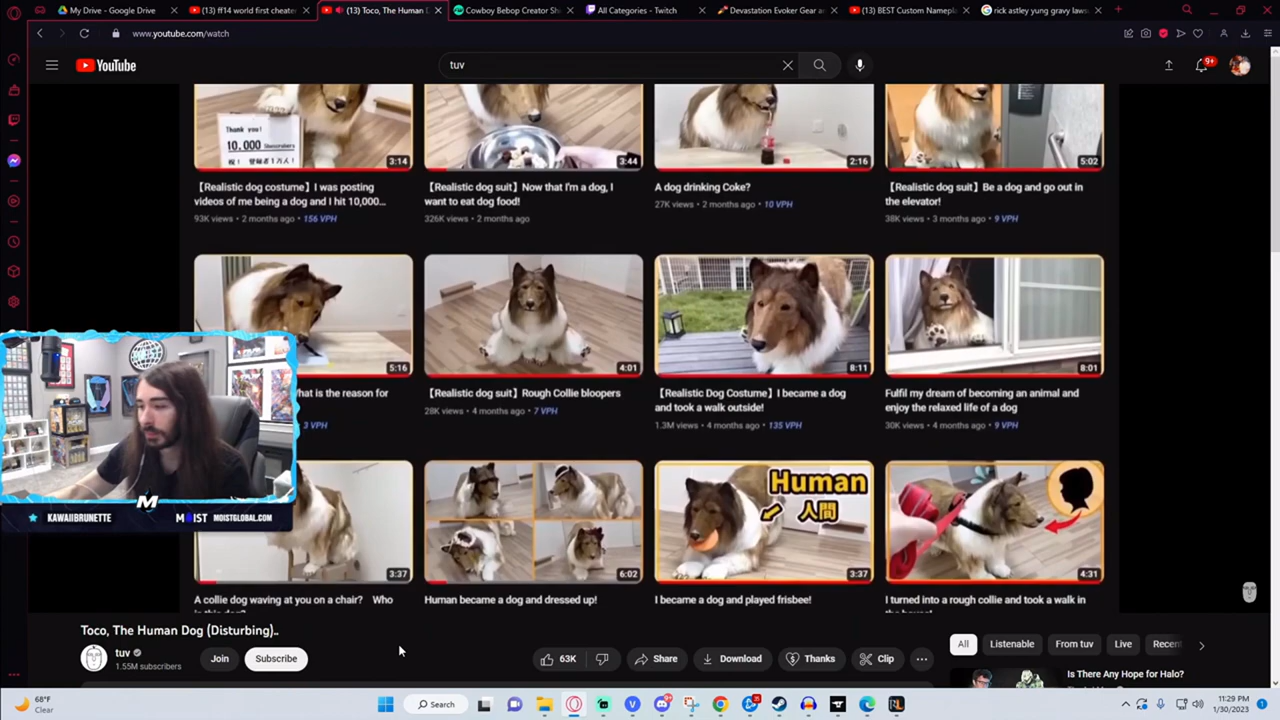 My Drive - Google Drive
(13) ff14 world first cheater
(13) Toco, The Human D
Cowboy Bebop Creator Sh
All Categories - Twitch
Devastation Evoker Gear a
(13) BEST Custom Namepl
rick astley yung gravy laws
www.youtube.com/watch
YouTube
tuv
9+
Thank you!
10,000
3:14
3:44
2:16
5:02
【Realistic dog costume】I was posting
videos of me being a dog and I hit 10,000...
93K views • 2 months ago • 156 VPH
【Realistic dog suit】Now that I'm a dog, I
want to eat dog food!
326K views • 2 months ago
A dog drinking Coke?
27K views • 2 months ago • 10 VPH
【Realistic dog suit】Be a dog and go out in
the elevator!
38K views • 3 months ago • 9 VPH
5:16
4:01
8:11
8:01
hat is the reason for
3 VPH
【Realistic dog suit】Rough Collie bloopers
28K views • 4 months ago • 7 VPH
【Realistic Dog Costume】I became a dog
and took a walk outside!
1.3M views • 4 months ago • 135 VPH
Fulfil my dream of becoming an animal and
enjoy the relaxed life of a dog
30K views • 4 months ago • 9 VPH
KAWAIIBRUNETTE
M
MOIST
MOISTGLOBAL.COM
Human
人間
3:37
6:02
3:37
4:31
A collie dog waving at you on a chair? Who
Human became a dog and dressed up!
I became a dog and played frisbee!
I turned into a rough collie and took a walk in
Toco, The Human Dog (Disturbing)..
tuv
1.55M subscribers
Join
Subscribe
63K
Share
Download
Thanks
Clip
All
Listenable
From tuv
Live
Recent
Is There Any Hope for Halo?
68°F
Clear
Search
11:29 PM
1/30/2023